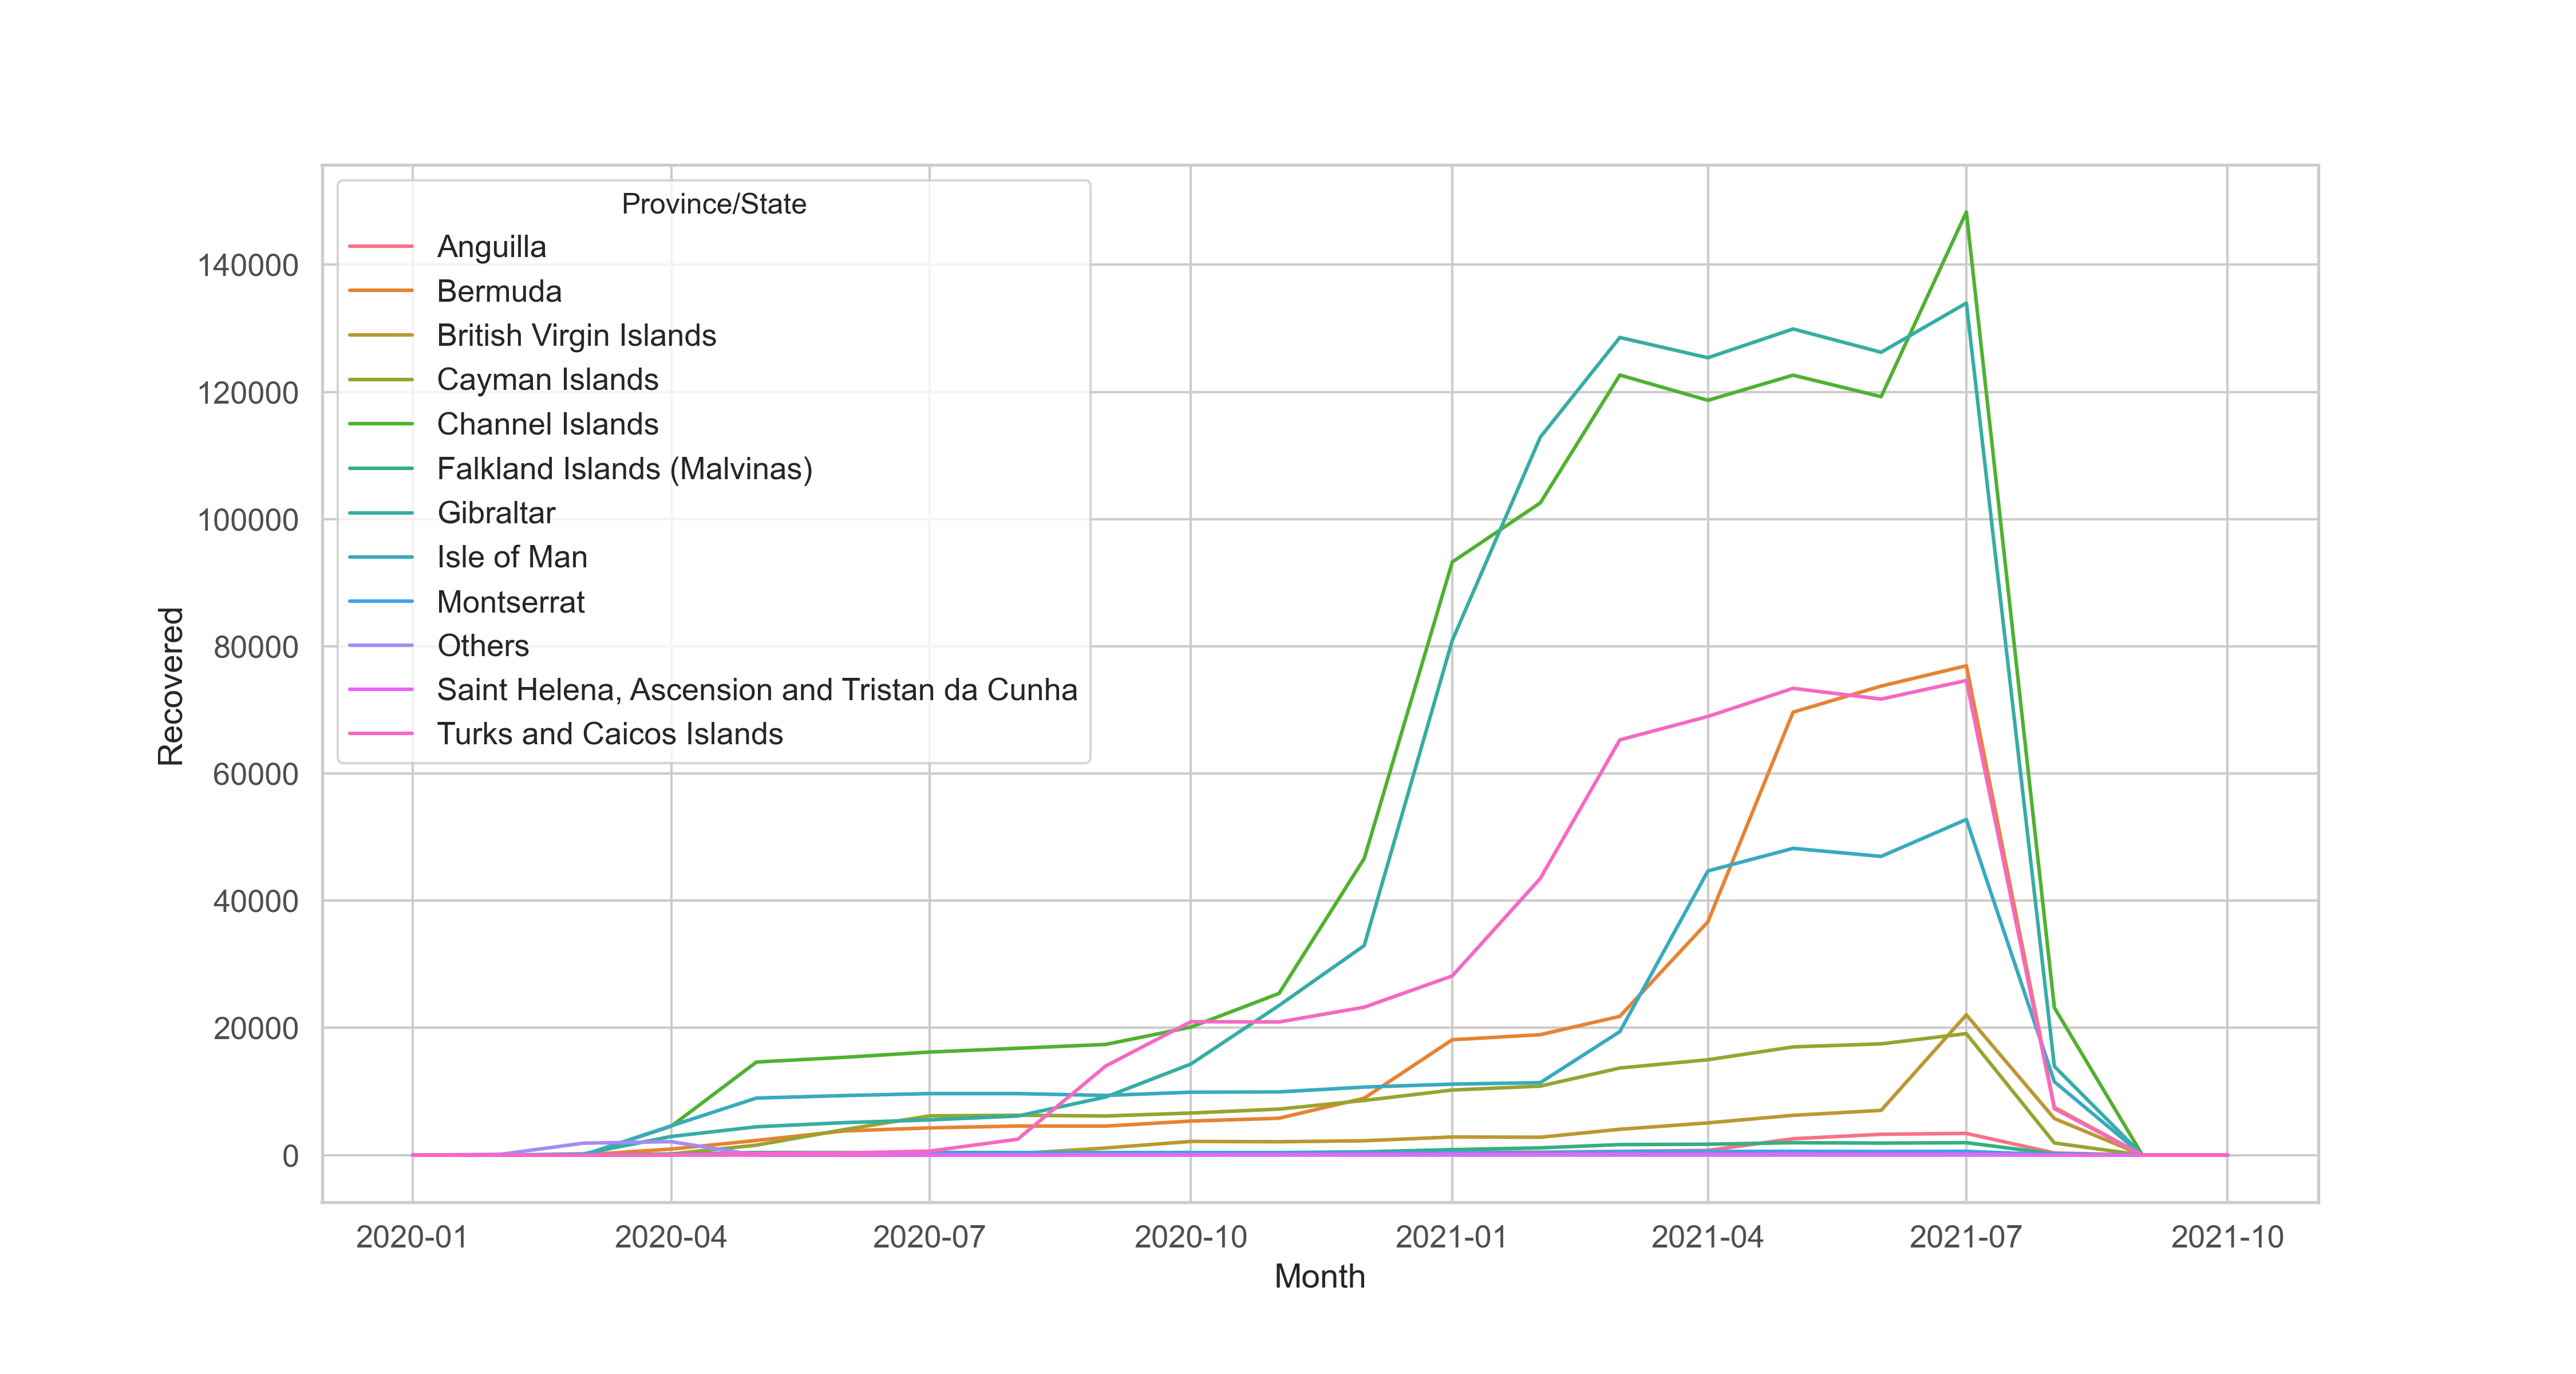 Province/State
Anguilla
Bermuda
British Virgin Islands
Cayman Islands
Channel Islands
Falkland Islands (Malvinas)
Gibraltar
Isle of Man
Montserrat
Others
Saint Helena, Ascension and Tristan da Cunha
Turks and Caicos Islands
Recovered
140000
120000
100000
80000
60000
40000
20000
0
2020-01
2020-04
2020-07
2020-10
2021-01
2021-04
2021-07
2021-10
Month